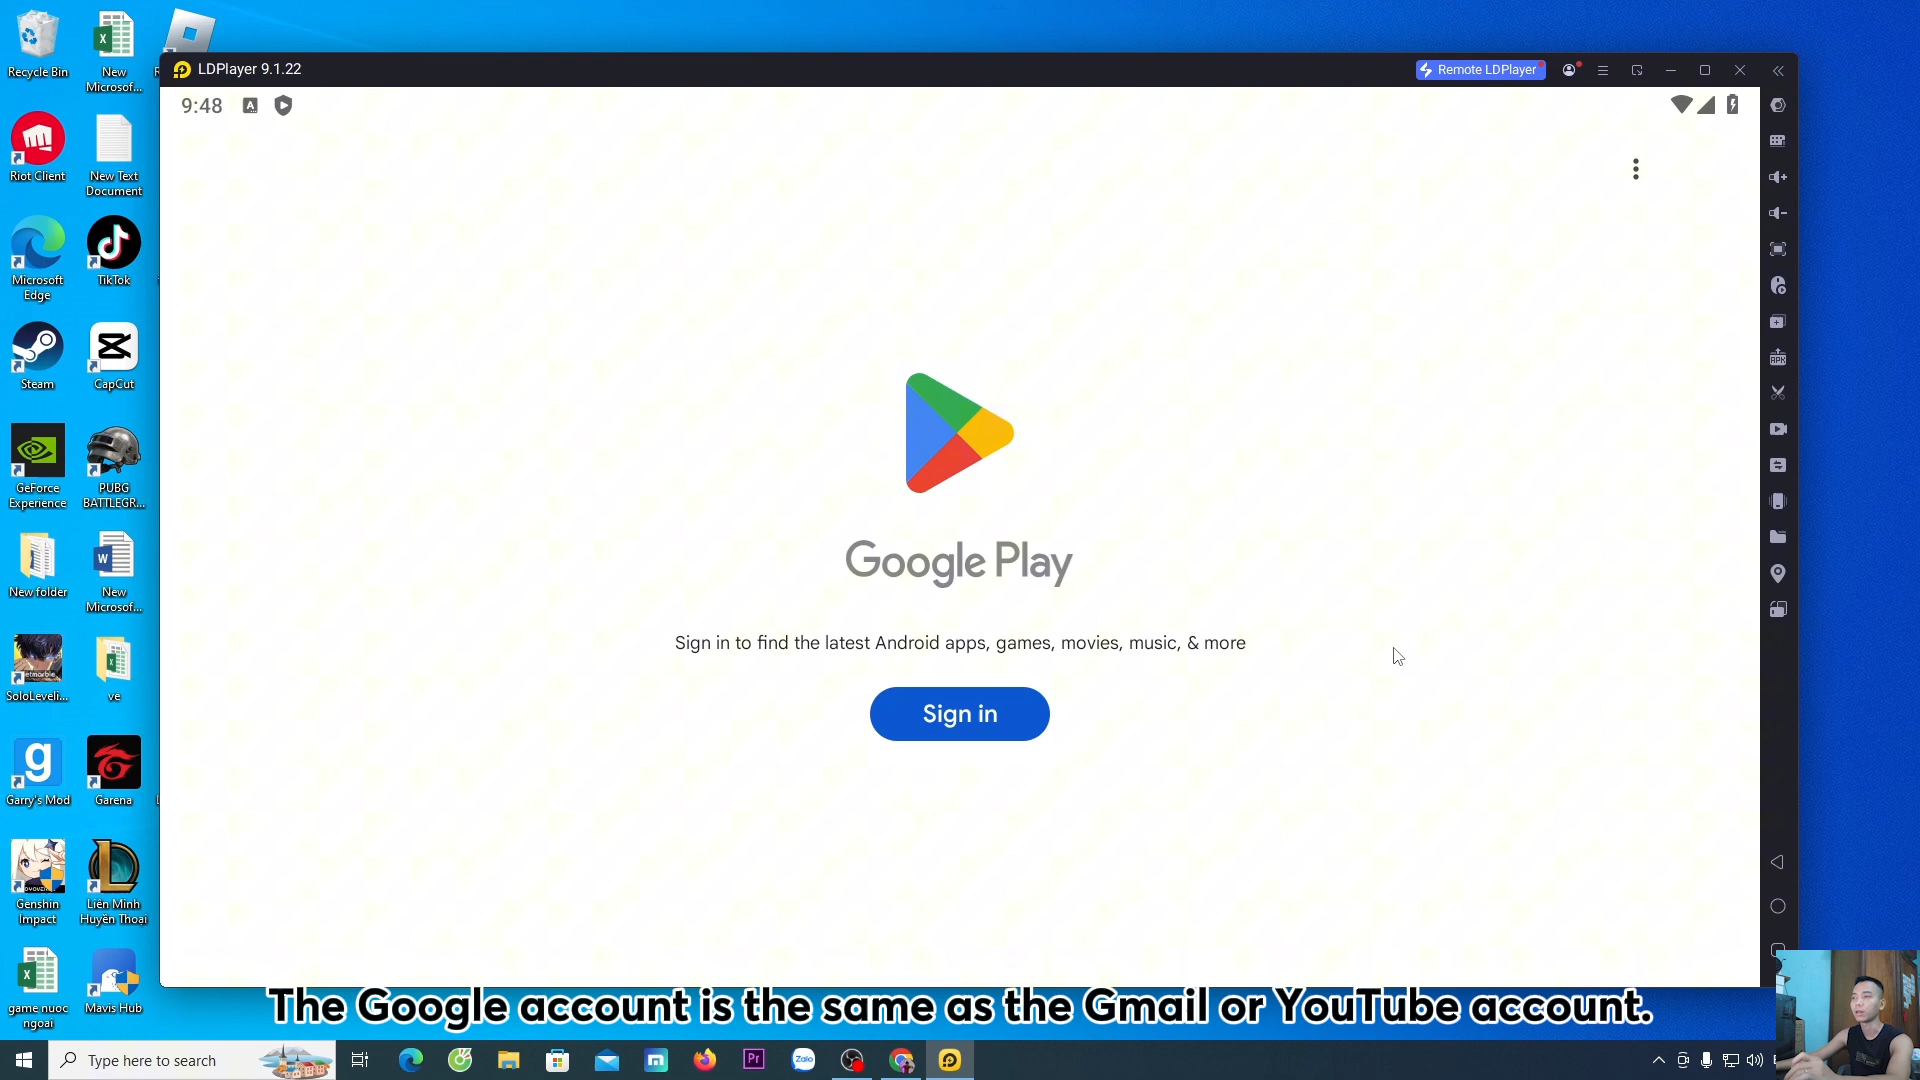 Recycle Bin
New
Microsof...
Riot Client
New Text
Document
Microsoft
Edge
TikTok
Steam
CapCut
GeForce
Experience
PUBG
BATTLEGR...
New folder
New
Microsof...
SoloLeveli...
ve
Garry's Mod
Garena
Genshin
Impact
Liên Minh
Huyền Thoại
game nuoc
ngoai
Mavis Hub
LDPlayer 9.1.22
Remote LDPlayer
9:48
Google Play
Sign in to find the latest Android apps, games, movies, music, & more
Sign in
The Google account is the same as the Gmail or YouTube account.
Type here to search
Pr
Zalo